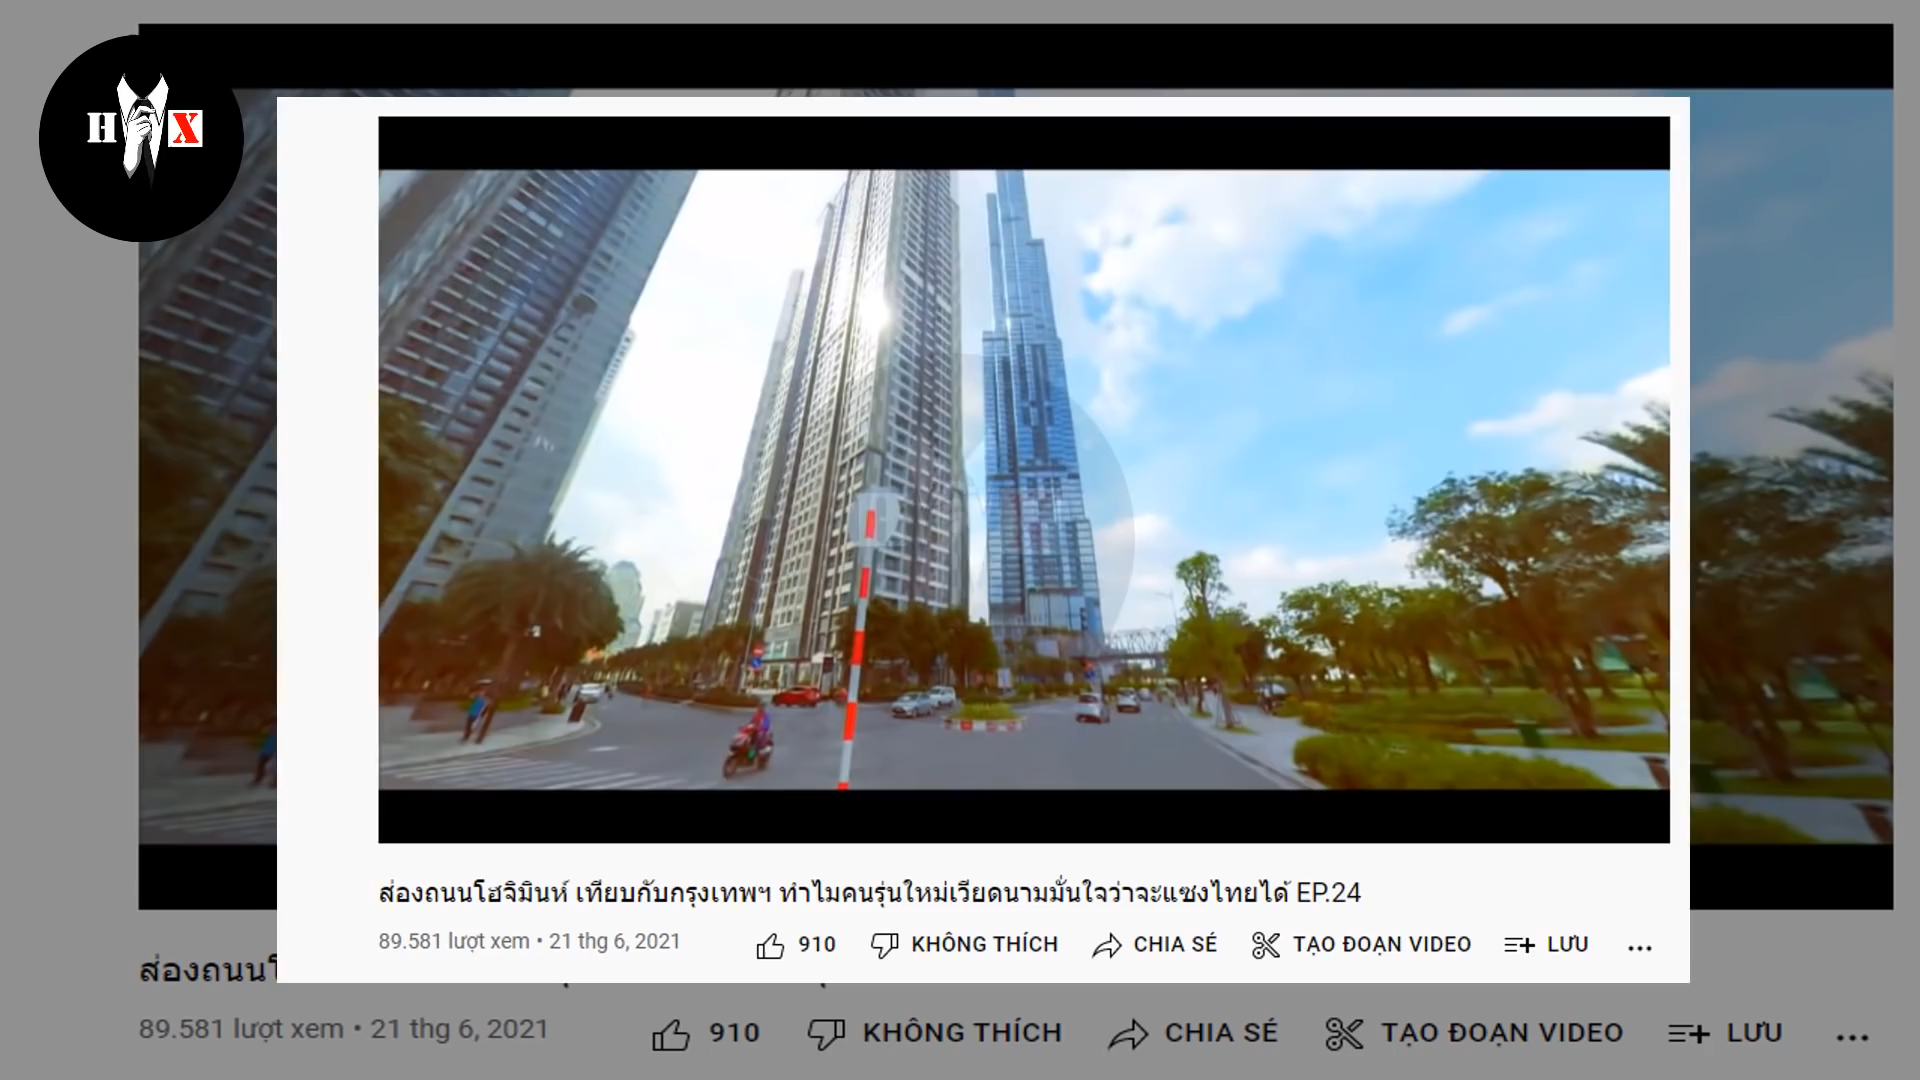 H X
ส่องถนนโฮจิมินห์ เทียบกับกรุงเทพฯ ทำไมคนรุ่นใหม่เวียดนามมั่นใจว่าจะแซงไทยได้ EP.24
89.581 lượt xem • 21 thg 6, 2021
910
KHÔNG THÍCH
CHIA SẺ
TẠO ĐOẠN VIDEO
LƯU
ส่องถนน
89.581 lượt xem • 21 thg 6, 2021
910
KHÔNG THÍCH
CHIA SẺ
TẠO ĐOẠN VIDEO
LƯU